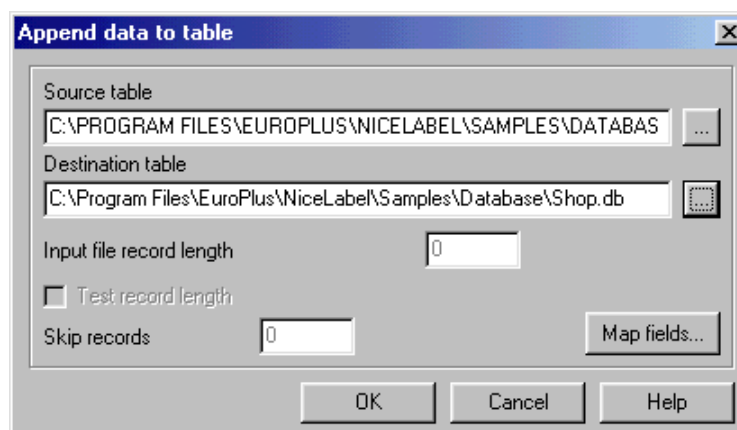 Append data to table
Source table
C:\PROGRAM FILES\EUROPLUS\NICELABEL\SAMPLES\DATABAS
...
Destination table
C:\Program Files\EuroPlus\NiceLabel\Samples\Database\Shop.db
...
Input file record length 0
Test record length
Skip records 0 Map fields...
OK Cancel Help